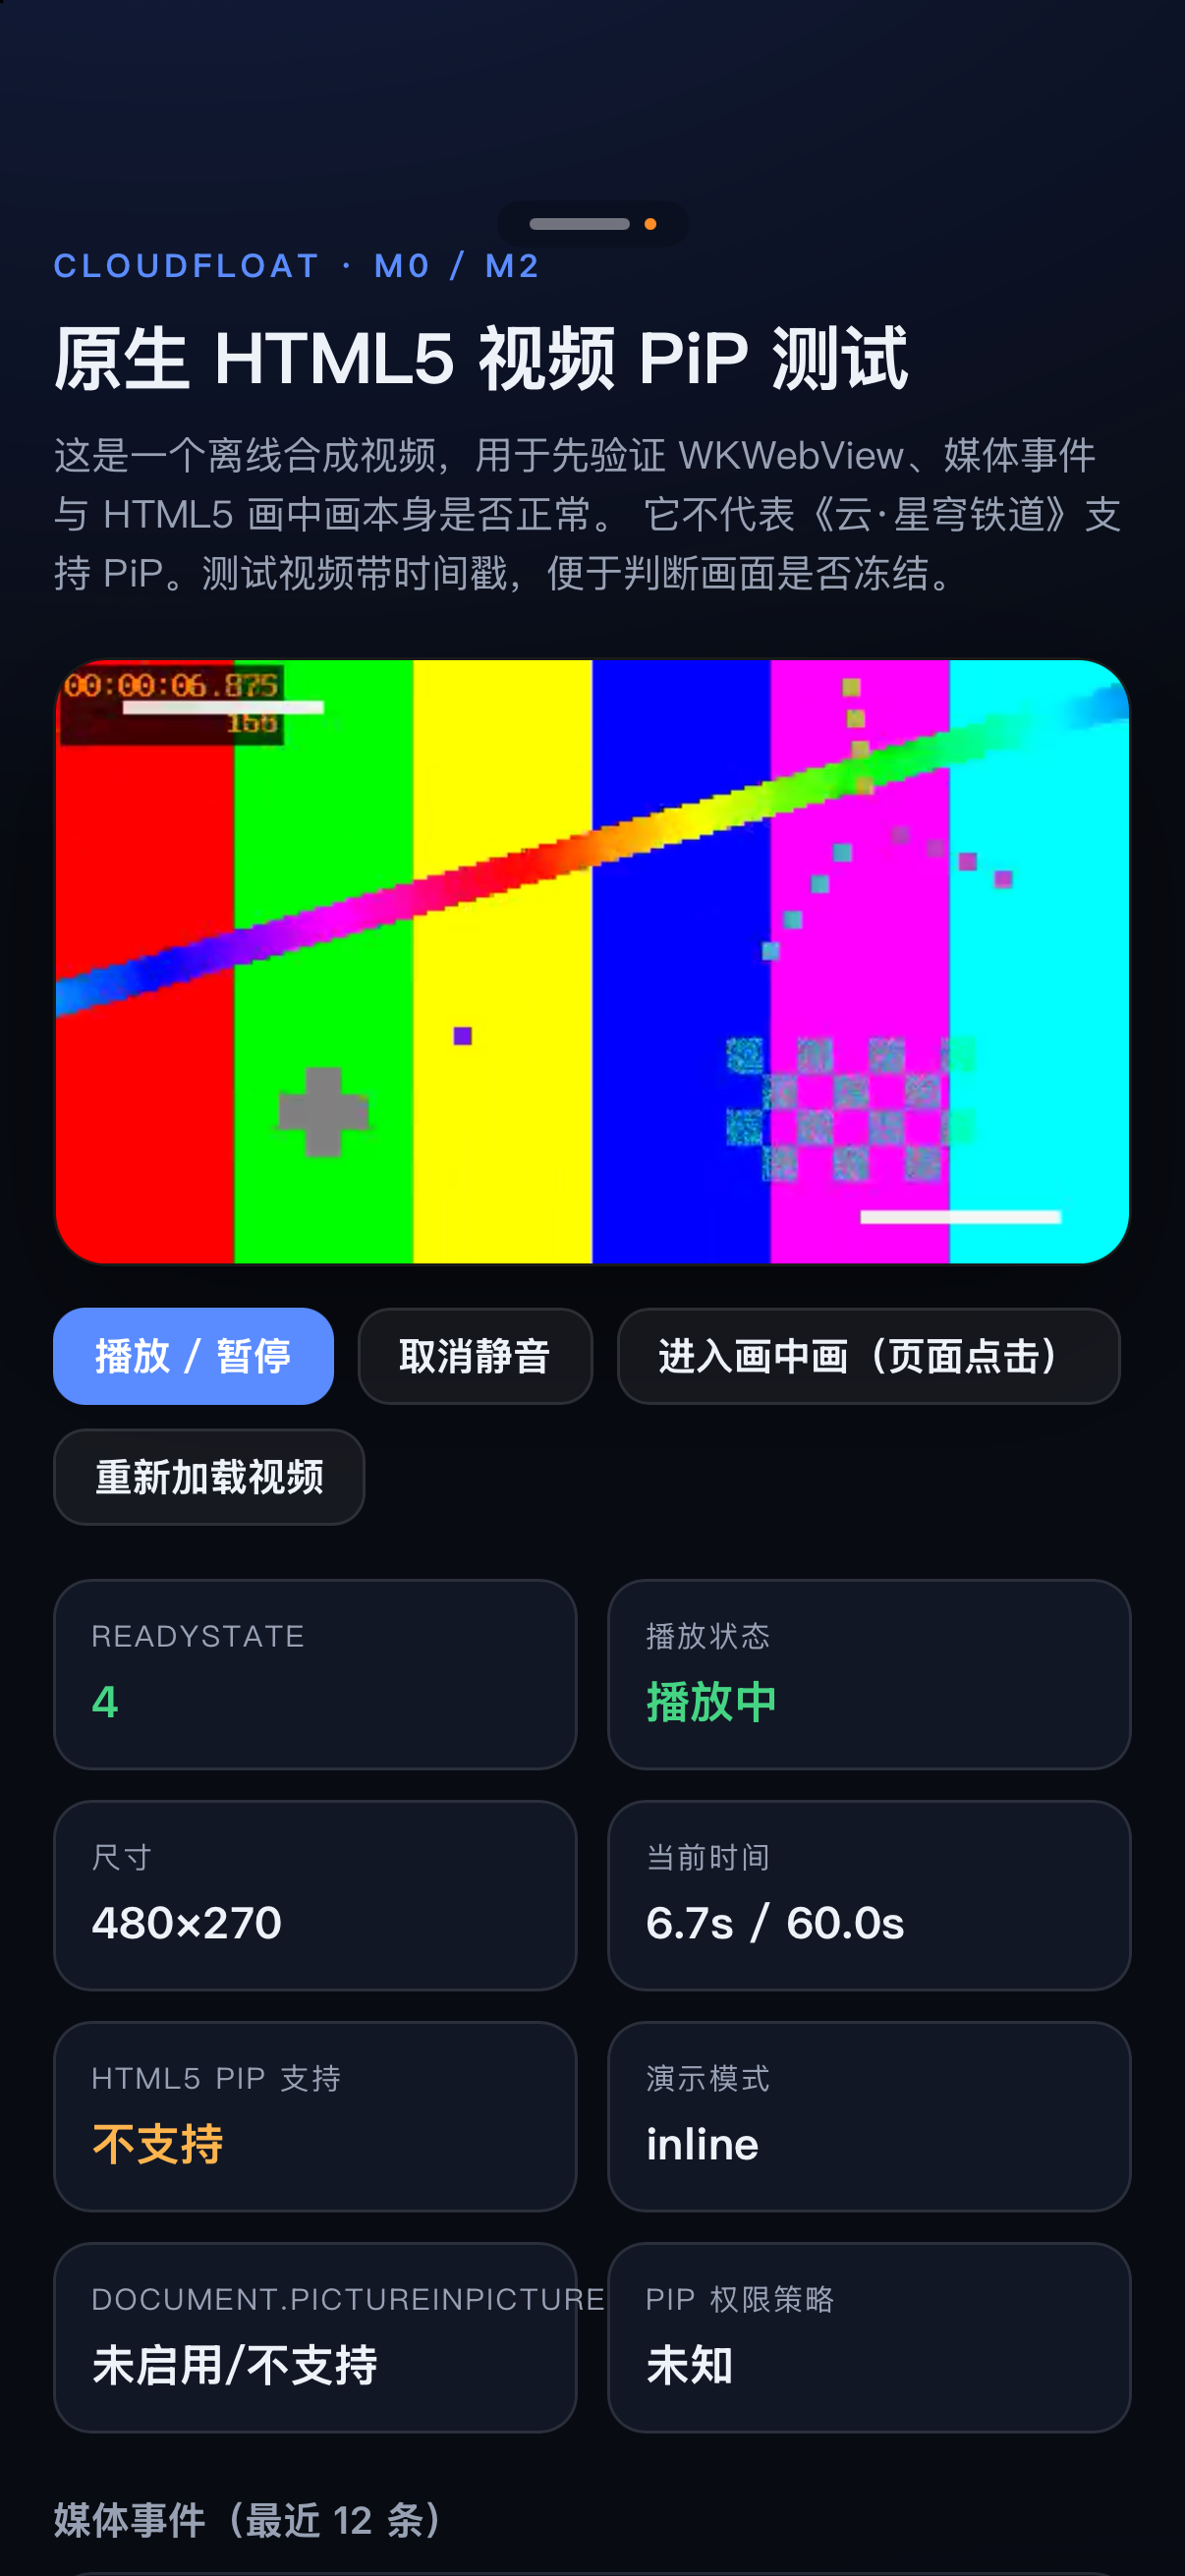 CLOUDFLOAT · M0 / M2
原生 HTML5 视频 PiP 测试
这是一个离线合成视频，用于先验证 WKWebView、媒体事件
与 HTML5 画中画本身是否正常。 它不代表《云·星穹铁道》支
持 PiP。测试视频带时间戳，便于判断画面是否冻结。
00:00:06.875
播放 / 暂停
取消静音
进入画中画（页面点击）
重新加载视频
READYSTATE
4
播放状态
播放中
尺寸
480×270
当前时间
6.7s / 60.0s
HTML5 PIP 支持
不支持
演示模式
inline
DOCUMENT.PICTUREINPICTURE
未启用/不支持
PIP 权限策略
未知
媒体事件（最近 12 条）